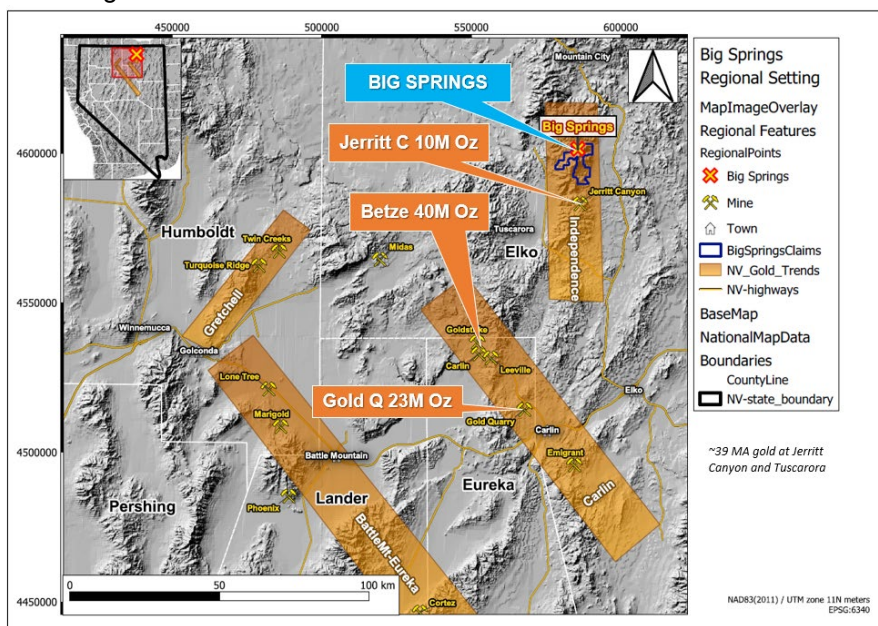 450000
500000
550000
600000
4600000
4550000
4500000
4450000
Mountain City
BIG SPRINGS
Big Springs
Jerritt C 10M Oz
Jerritt Canyon
Betze 40M Oz
Independence
Tuscarora
Elko
Humboldt
Twin Creeks
Turquoise Ridge
Midas
Getchell
Winnemucca
Golconda
Goldstrike
Carlin
Leeville
Lone Tree
Marigold
Gold Q 23M Oz
Elko
Gold Quarry
Carlin
Battle Mountain
Emigrant
Carlin
Pershing
Phoenix
Lander
Eureka
BattleMt-Eureka
Cortez
0
50
100 km
Big Springs
Regional Setting
MapImageOverlay
Regional Features
RegionalPoints
Big Springs
Mine
Town
BigSpringsClaims
NV_Gold_Trends
NV-highways
BaseMap
NationalMapData
Boundaries
CountyLine
NV-state_boundary
~39 MA gold at Jerritt
Canyon and Tuscarora
NAD83(2011) / UTM zone 11N meters
EPSG:6340